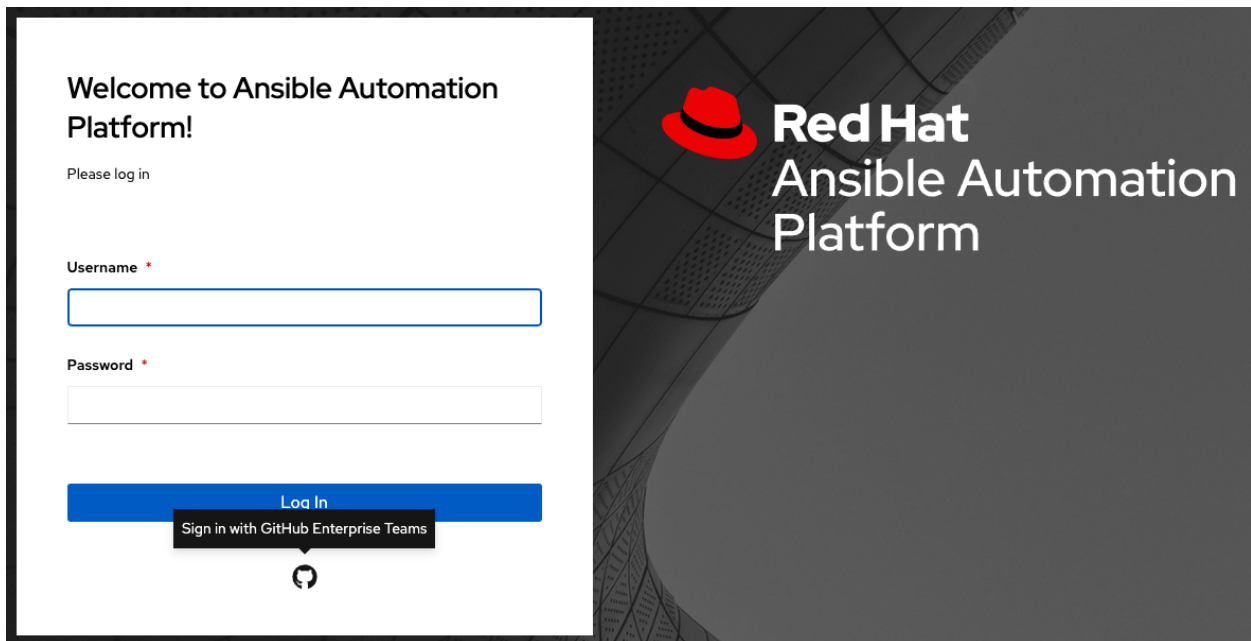 Welcome to Ansible Automation
Platform!
Please log in
Username *
Password *
Log In
Sign in with GitHub Enterprise Teams
Red Hat
Ansible Automation
Platform